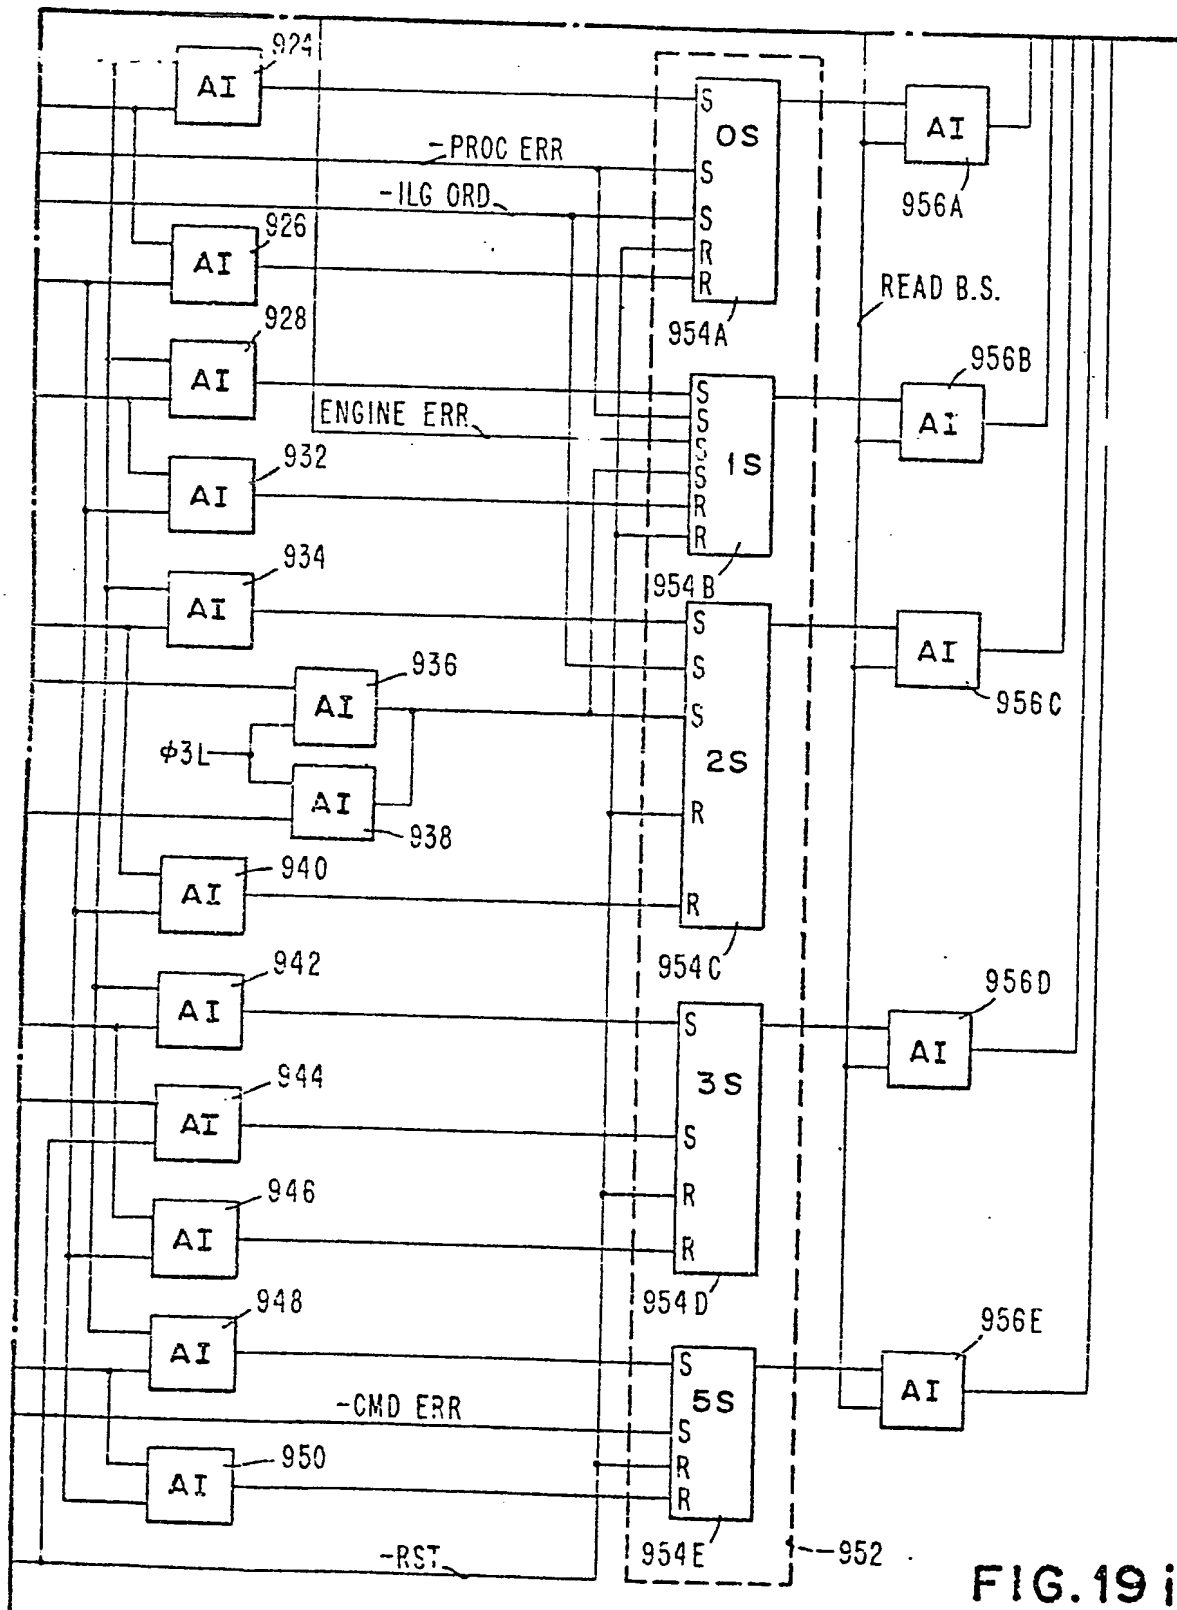 924
AI
S
OS
AI
-PROC ERR
S
956A
-ILG ORD
S
926
AI
R
R
READ B.S.
928
954A
956B
AI
S
AI
ENGINE ERR
S
S
1S
932
S
AI
R
R
934
954B
AI
S
AI
936
S
956C
AI
S
φ3L
2S
AI
938
R
940
AI
R
942
954C
956D
AI
S
AI
944
3S
AI
S
946
R
AI
R
948
954D
956E
AI
S
AI
5S
-CMD ERR
S
950
R
AI
R
-RST
954E
952
FIG.19i